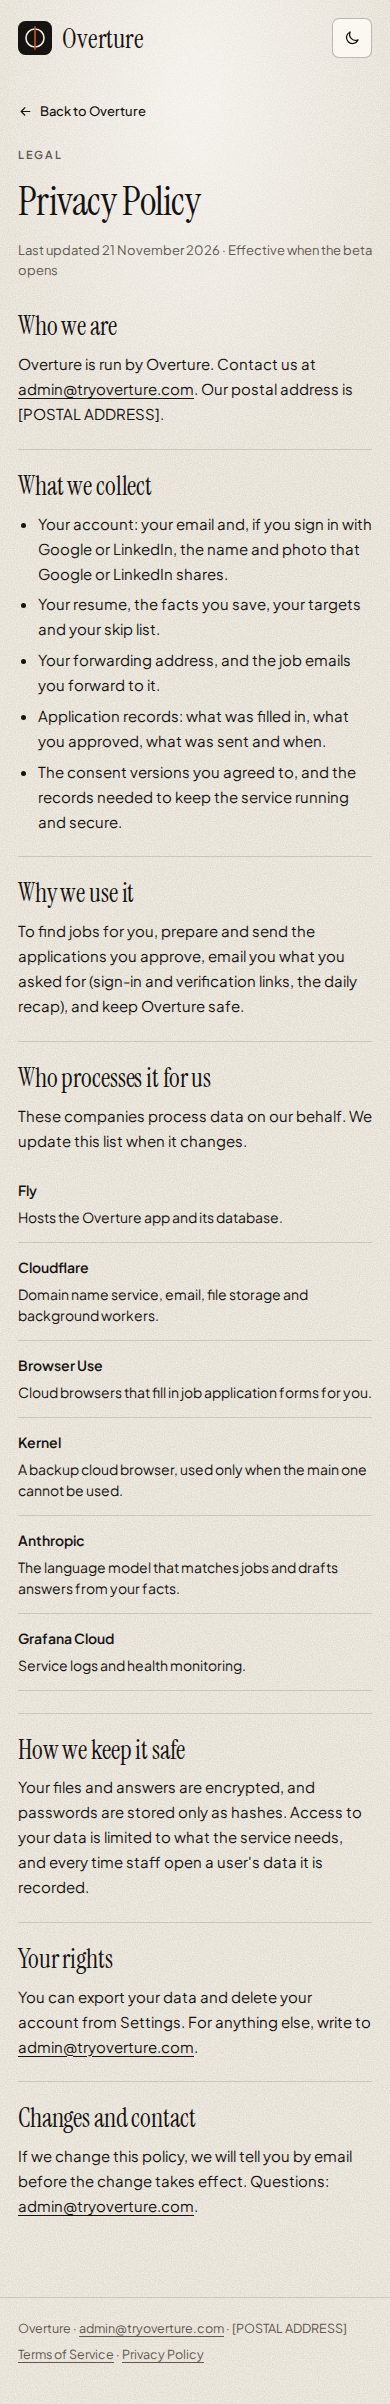 Overture
← Back to Overture
LEGAL
Privacy Policy
Last updated 21 November 2026 · Effective when the beta
opens
Who we are
Overture is run by Overture. Contact us at
admin@tryoverture.com. Our postal address is
[POSTAL ADDRESS].
What we collect
• Your account: your email and, if you sign in with
Google or LinkedIn, the name and photo that
Google or LinkedIn shares.
• Your resume, the facts you save, your targets
and your skip list.
• Your forwarding address, and the job emails
you forward to it.
• Application records: what was filled in, what
you approved, what was sent and when.
• The consent versions you agreed to, and the
records needed to keep the service running
and secure.
Why we use it
To find jobs for you, prepare and send the
applications you approve, email you what you
asked for (sign-in and verification links, the daily
recap), and keep Overture safe.
Who processes it for us
These companies process data on our behalf. We
update this list when it changes.
Fly
Hosts the Overture app and its database.
Cloudflare
Domain name service, email, file storage and
background workers.
Browser Use
Cloud browsers that fill in job application forms for you.
Kernel
A backup cloud browser, used only when the main one
cannot be used.
Anthropic
The language model that matches jobs and drafts
answers from your facts.
Grafana Cloud
Service logs and health monitoring.
How we keep it safe
Your files and answers are encrypted, and
passwords are stored only as hashes. Access to
your data is limited to what the service needs,
and every time staff open a user's data it is
recorded.
Your rights
You can export your data and delete your
account from Settings. For anything else, write to
admin@tryoverture.com.
Changes and contact
If we change this policy, we will tell you by email
before the change takes effect. Questions:
admin@tryoverture.com.
Overture · admin@tryoverture.com · [POSTAL ADDRESS]
Terms of Service · Privacy Policy